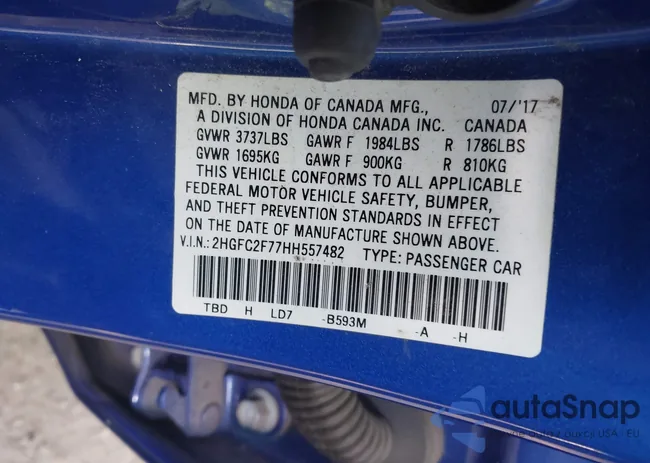 MFD. BY HONDA OF CANADA MFG., 07/'17
A DIVISION OF HONDA CANADA INC. CANADA
GVWR 3737LBS GAWR F 1984LBS R 1786LBS
GVWR 1695KG GAWR F 900KG R 810KG
THIS VEHICLE CONFORMS TO ALL APPLICABLE
FEDERAL MOTOR VEHICLE SAFETY, BUMPER,
AND THEFT PREVENTION STANDARDS IN EFFECT
ON THE DATE OF MANUFACTURE SHOWN ABOVE.
V.I.N.: 2HGFC2F77HH557482 TYPE: PASSENGER CAR
TBD H LD7 -B593M -A -H
autoSnap
USA - EU